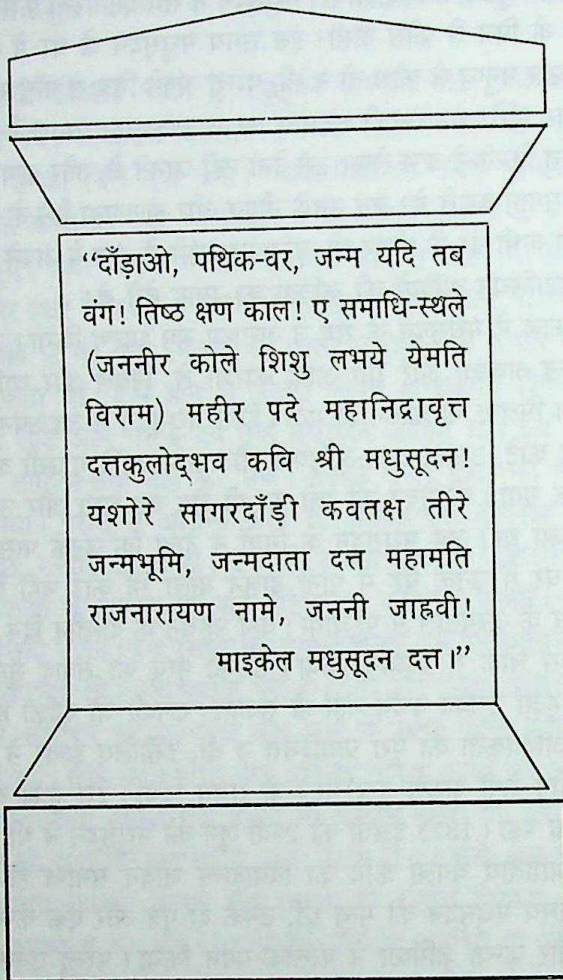 “दाँड़ाओ, पथिक-वर, जन्म यदि तब
वंग! तिष्ठ क्षण काल! ए समाधि-स्थले
(जननीर कोले शिशु लभये येमति
विराम) महीर पदे महानिद्रावृत्त
दत्तकुलोद्‌भव कवि श्री मधुसूदन!
यशोरे सागरदाँड़ी कवतक्ष तीरे
जन्मभूमि, जन्मदाता दत्त महामति
राजनारायण नामे, जननी जाह्नवी!
माइकेल मधुसूदन दत्त।”